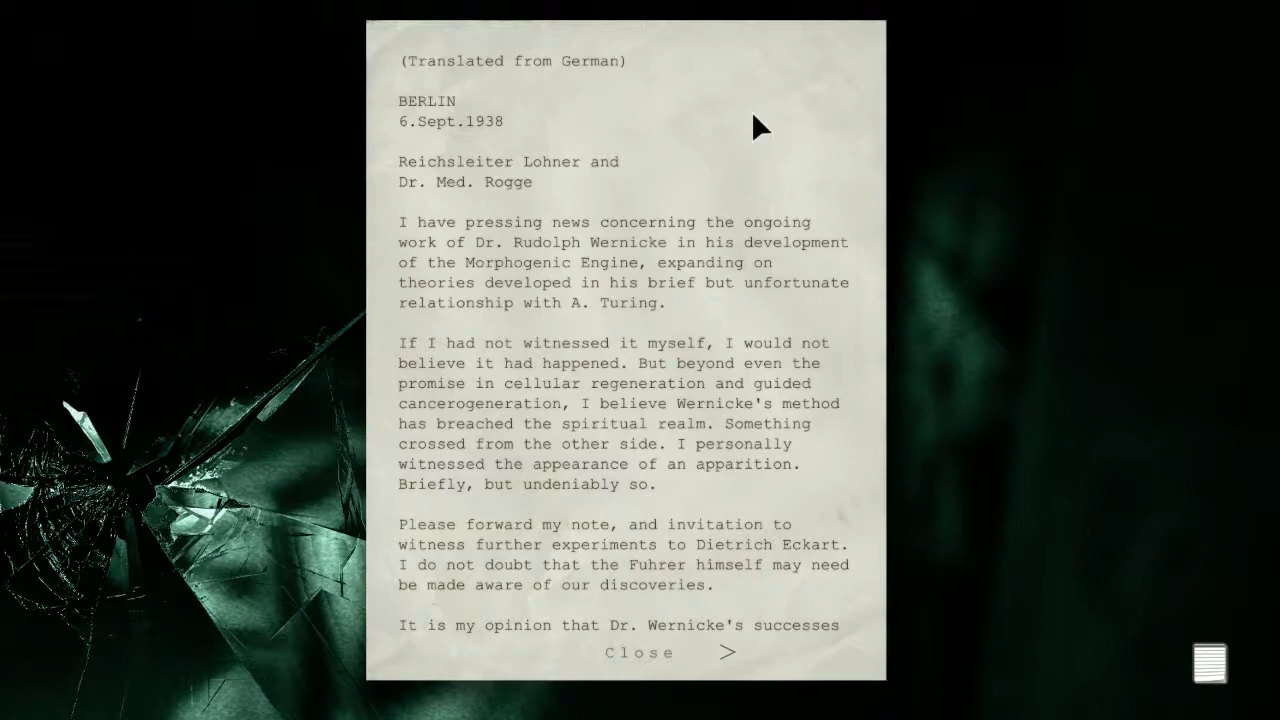 (Translated from German)
BERLIN
6.Sept.1938
Reichsleiter Lohner and
Dr. Med. Rogge
I have pressing news concerning the ongoing
work of Dr. Rudolph Wernicke in his development
of the Morphogenic Engine, expanding on
theories developed in his brief but unfortunate
relationship with A. Turing.
If I had not witnessed it myself, I would not
believe it had happened. But beyond even the
promise in cellular regeneration and guided
cancerogeneration, I believe Wernicke's method
has breached the spiritual realm. Something
crossed from the other side. I personally
witnessed the appearance of an apparition.
Briefly, but undeniably so.
Please forward my note, and invitation to
witness further experiments to Dietrich Eckart.
I do not doubt that the Fuhrer himself may need
be made aware of our discoveries.
It is my opinion that Dr. Wernicke's successes
Close >